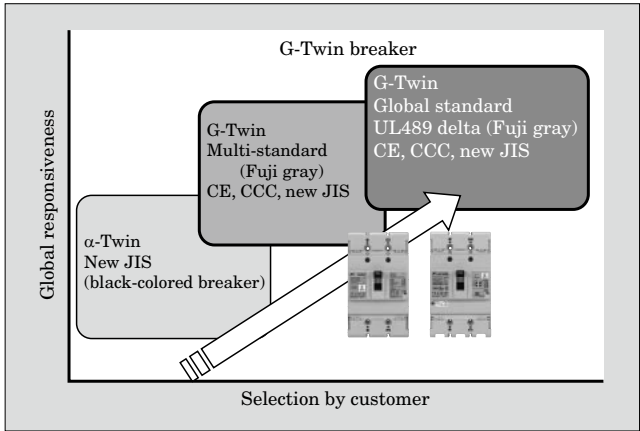 G-Twin breaker
G-Twin
Global standard
UL489 delta (Fuji gray)
CE, CCC, new JIS
G-Twin
Multi-standard
(Fuji gray)
CE, CCC, new JIS
α-Twin
New JIS
(black-colored breaker)
Global responsiveness
Selection by customer